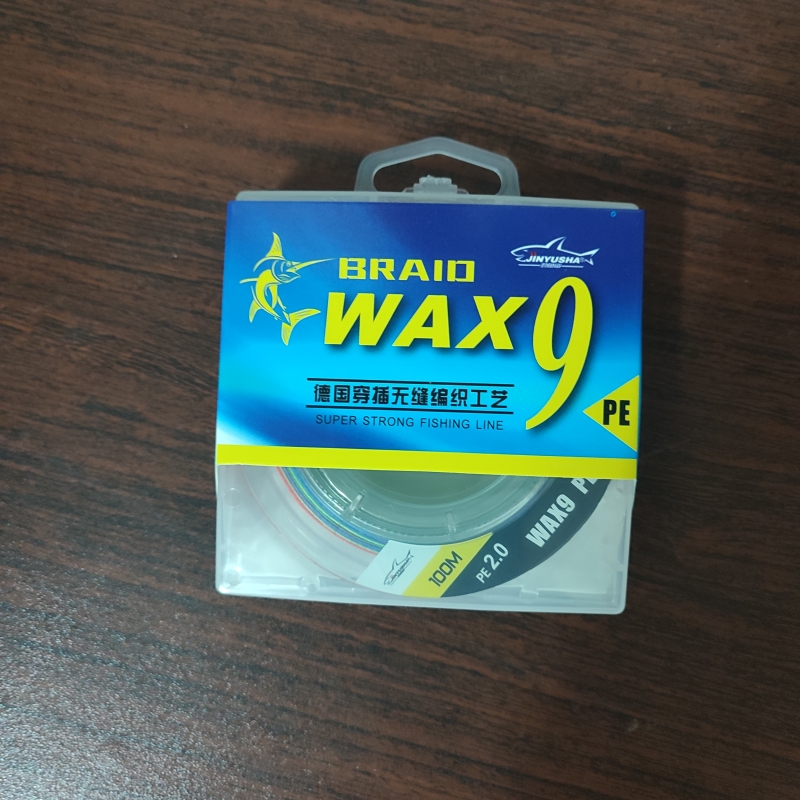 JINYUSHA
BRAID
WAX9
德国穿插无缝编织工艺
SUPER STRONG FISHING LINE
PE
100M
PE 2.0
WAX9